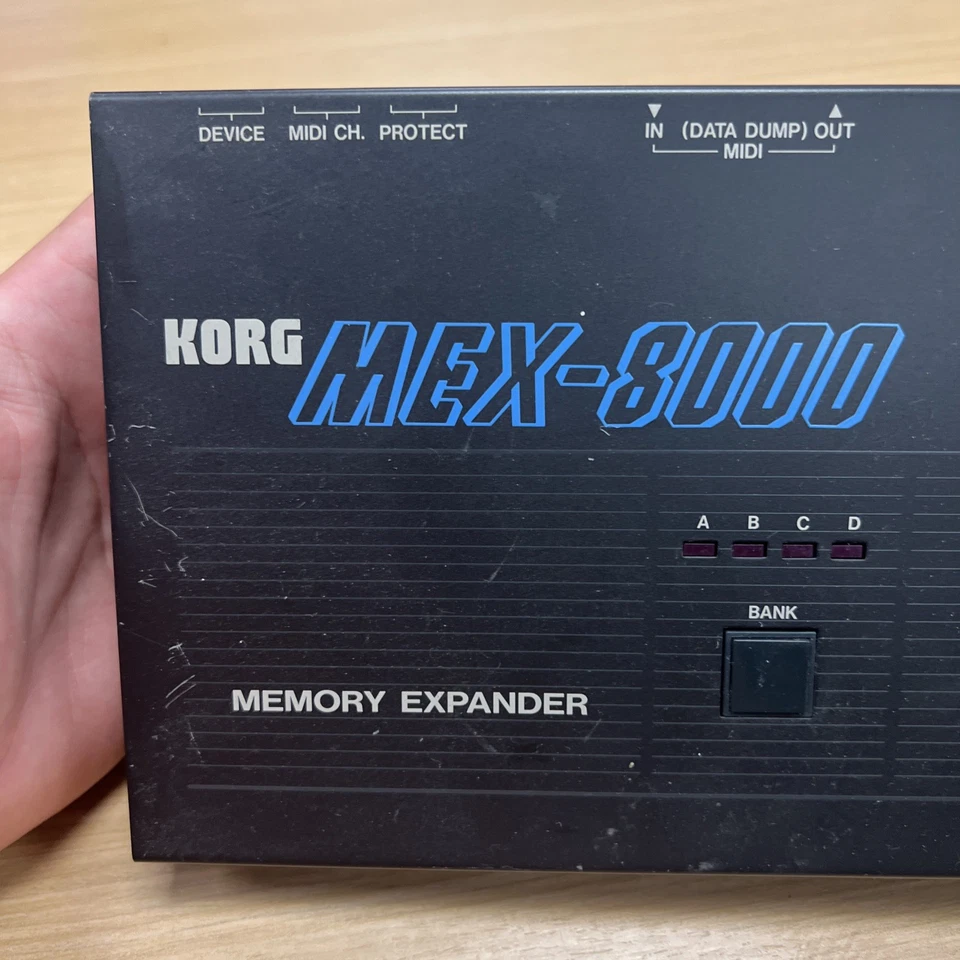 DEVICE MIDI CH. PROTECT IN (DATA DUMP) OUT
MIDI
KORG MEX-8000
A B C D
BANK
MEMORY EXPANDER